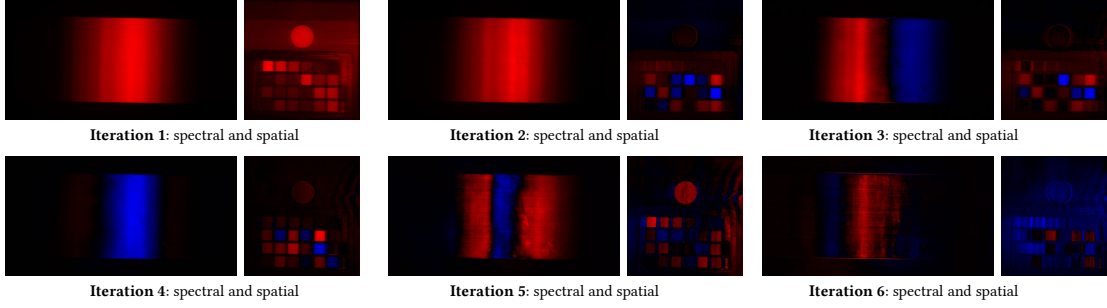 Iteration 1: spectral and spatial
Iteration 2: spectral and spatial
Iteration 3: spectral and spatial
Iteration 4: spectral and spatial
Iteration 5: spectral and spatial
Iteration 6: spectral and spatial